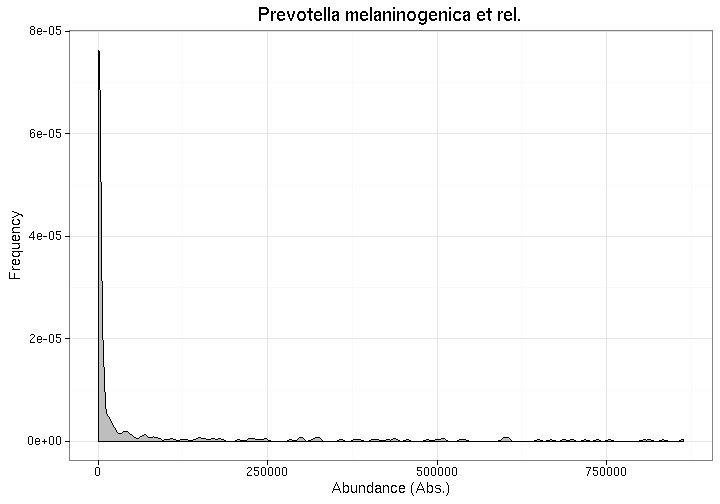 Prevotella melaninogenica et rel.
8e-05
6e-05
4e-05
2e-05
0e+00
Frequency
0 250000 500000 750000
Abundance (Abs.)